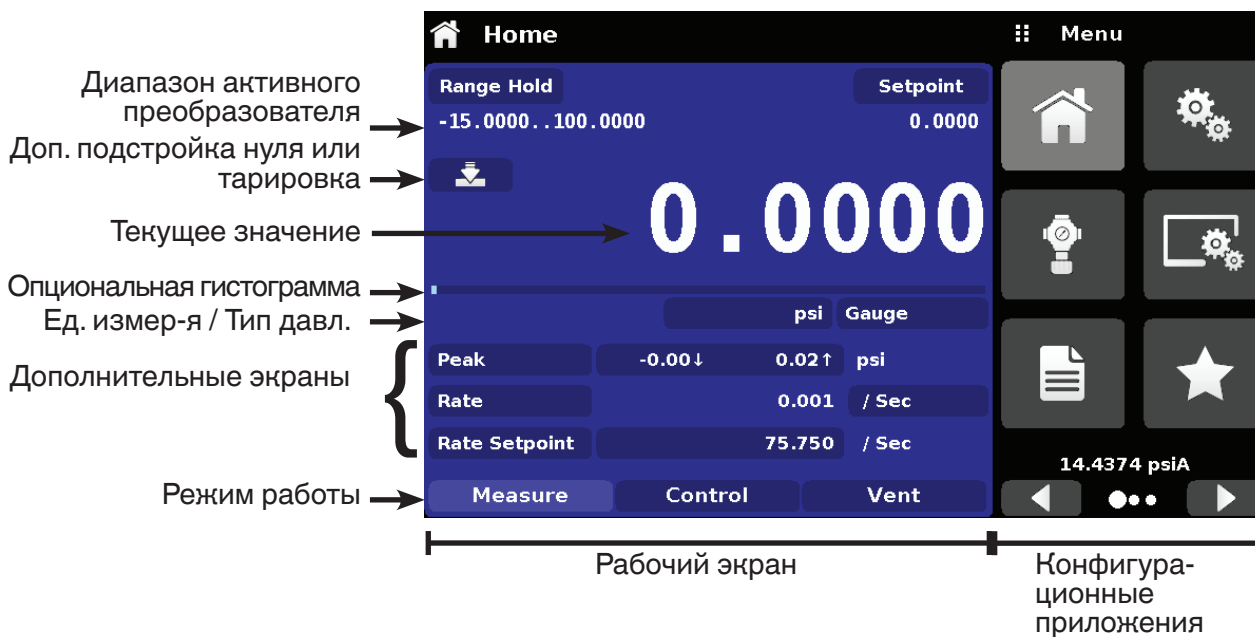 Home
Menu
Диапазон активного
преобразователя
Range Hold
Setpoint
-15.0000..100.0000
0.0000
Доп. подстройка нуля или
тарировка
Текущее значение
0.0000
Опциональная гистограмма
Ед. измер-я / Тип давл.
psi Gauge
Дополнительные экраны
Peak -0.00↓ 0.02↑ psi
Rate 0.001 / Sec
Rate Setpoint 75.750 / Sec
14.4374 psiA
Режим работы
Measure Control Vent
Рабочий экран
Конфигура-
ционные
приложения